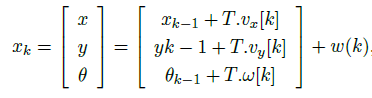 x_k = [ x y θ ] = [ x_{k−1} + T.v_x[k] yk − 1 + T.v_y[k] θ_{k−1} + T.ω[k] ] + w(k),